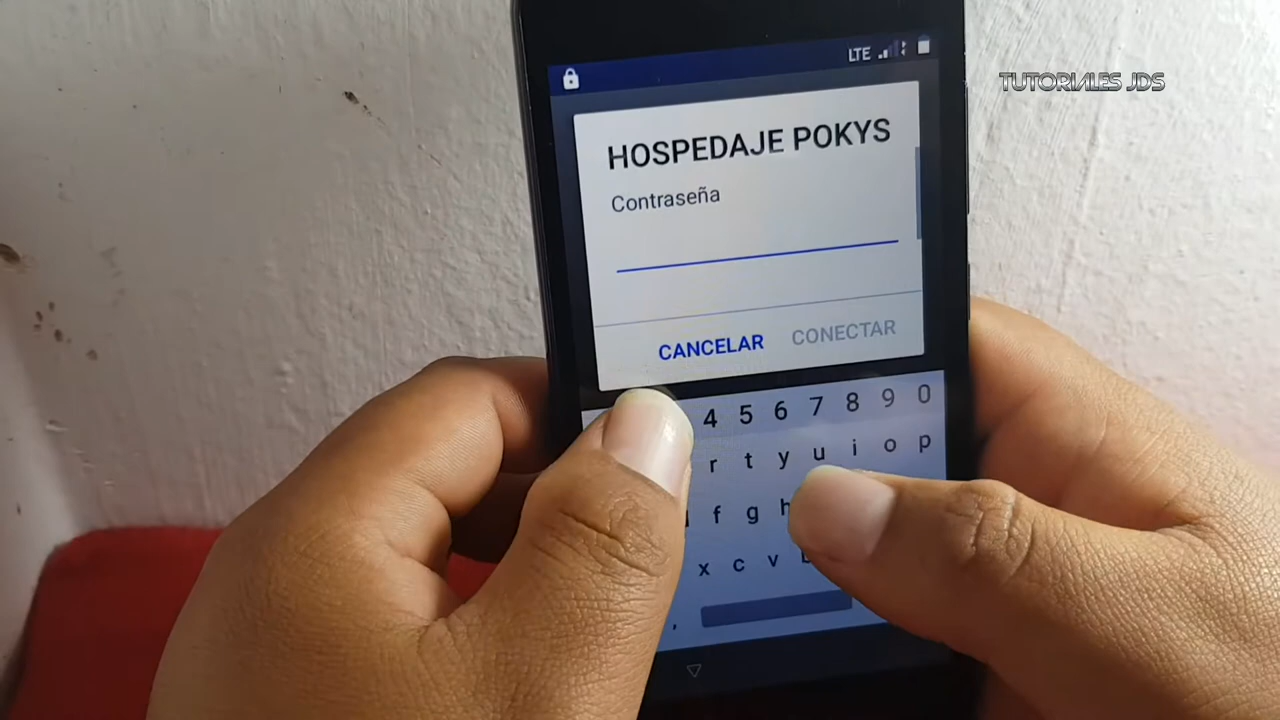 LTE
TUTORIALES JDS
HOSPEDAJE POKYS
Contraseña
CANCELAR CONECTAR
4 5 6 7 8 9 0
r t y u i o p
f g h
x c v
,